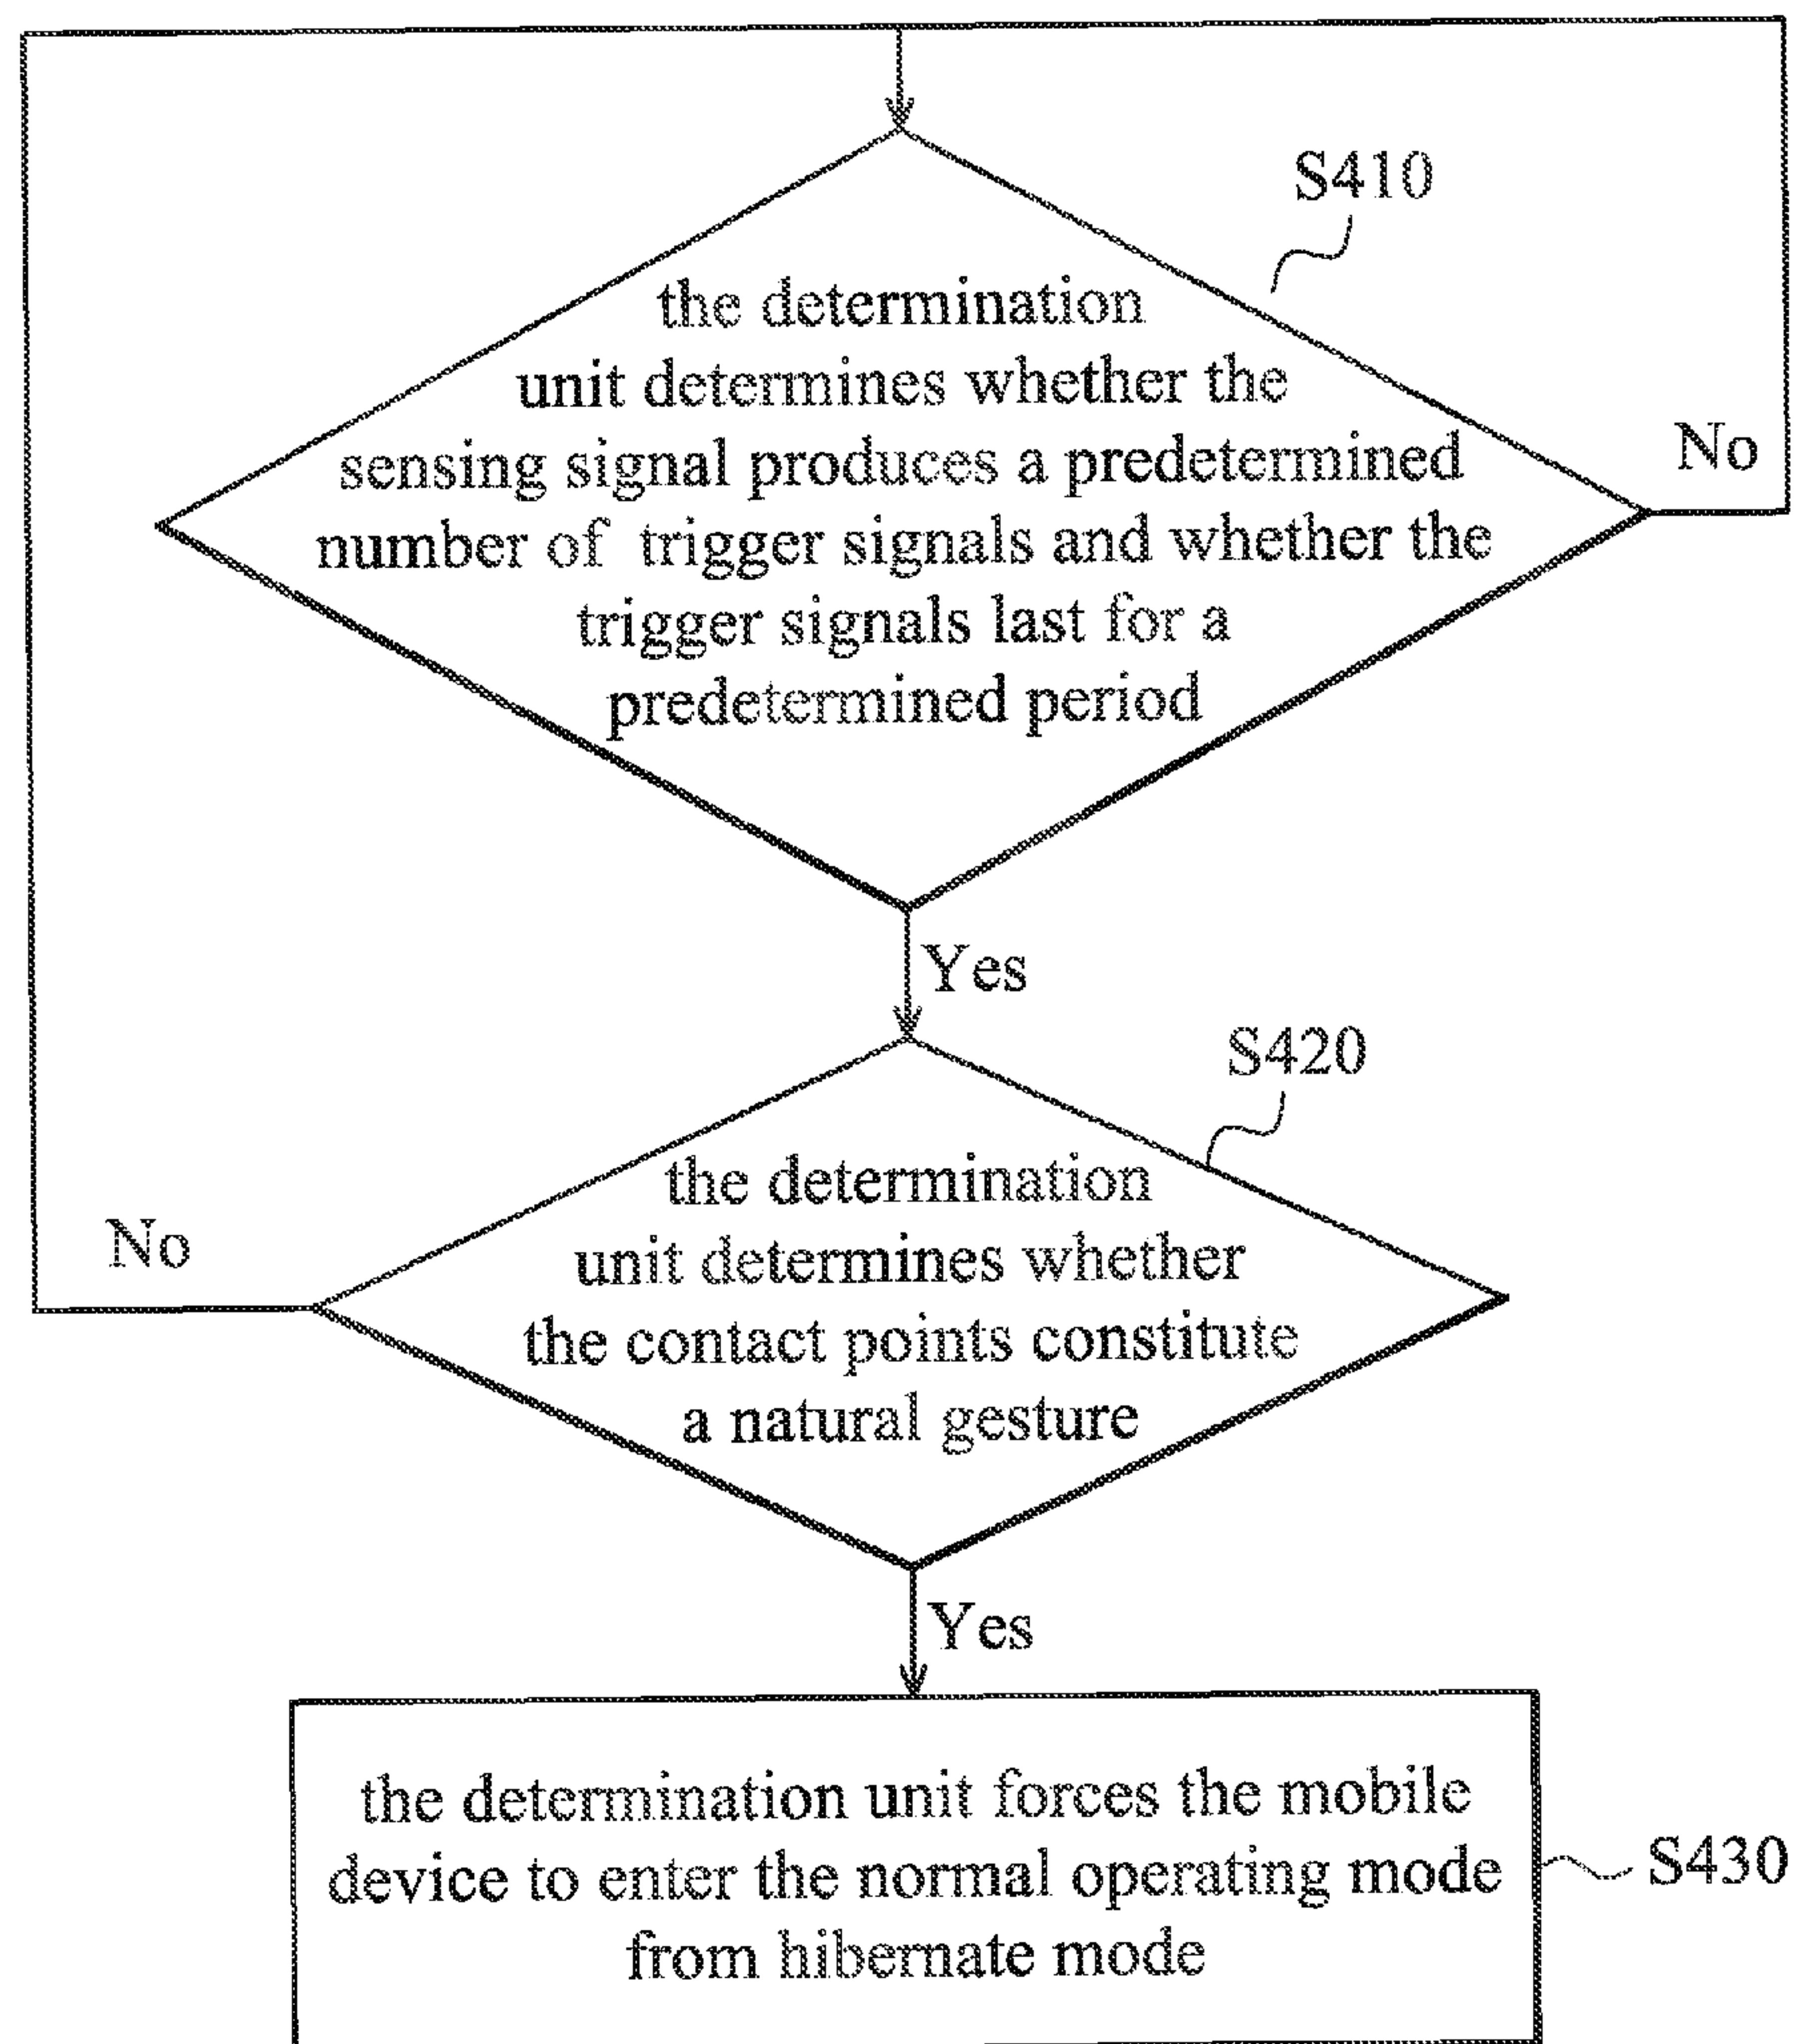 S410
the determination
unit determines whether the
sensing signal produces a predetermined
number of trigger signals and whether the
trigger signals last for a
predetermined period
No
Yes
S420
the determination
unit determines whether
the contact points constitute
a natural gesture
No
Yes
the determination unit forces the mobile
device to enter the normal operating mode
from hibernate mode
S430